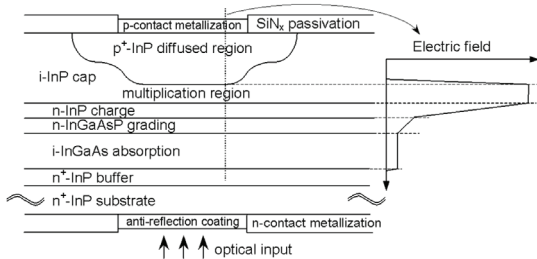 p-contact metallization
SiNx passivation
p+-InP diffused region
Electric field
i-InP cap
multiplication region
n-InP charge
n-InGaAsP grading
i-InGaAs absorption
n+-InP buffer
n+-InP substrate
anti-reflection coating
n-contact metallization
optical input